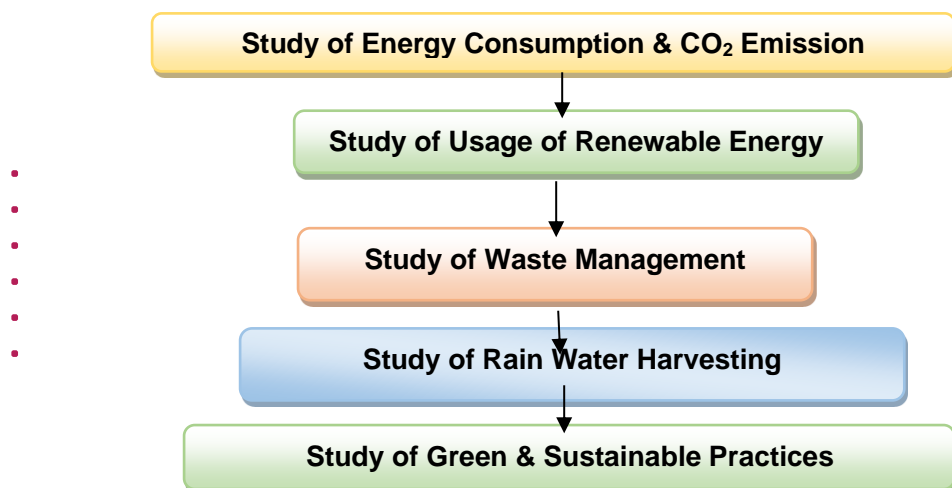 Study of Energy Consumption & CO₂ Emission
Study of Usage of Renewable Energy
Study of Waste Management
Study of Rain Water Harvesting
Study of Green & Sustainable Practices